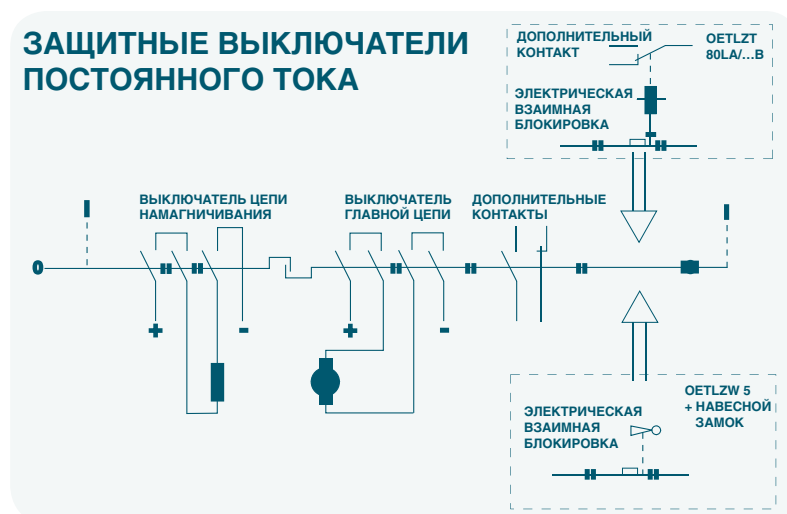 ЗАЩИТНЫЕ ВЫКЛЮЧАТЕЛИ
ПОСТОЯННОГО ТОКА
ДОПОЛНИТЕЛЬНЫЙ
КОНТАКТ
OETLZT
80LA/...B
ЭЛЕКТРИЧЕСКАЯ
ВЗАИМНАЯ
БЛОКИРОВКА
ВЫКЛЮЧАТЕЛЬ ЦЕПИ
НАМАГНИЧИВАНИЯ
ВЫКЛЮЧАТЕЛЬ
ГЛАВНОЙ ЦЕПИ
ДОПОЛНИТЕЛЬНЫЕ
КОНТАКТЫ
I
I
0
+
-
+
-
OETLZW 5
+ НАВЕСНОЙ
ЗАМОК
ЭЛЕКТРИЧЕСКАЯ
ВЗАИМНАЯ
БЛОКИРОВКА